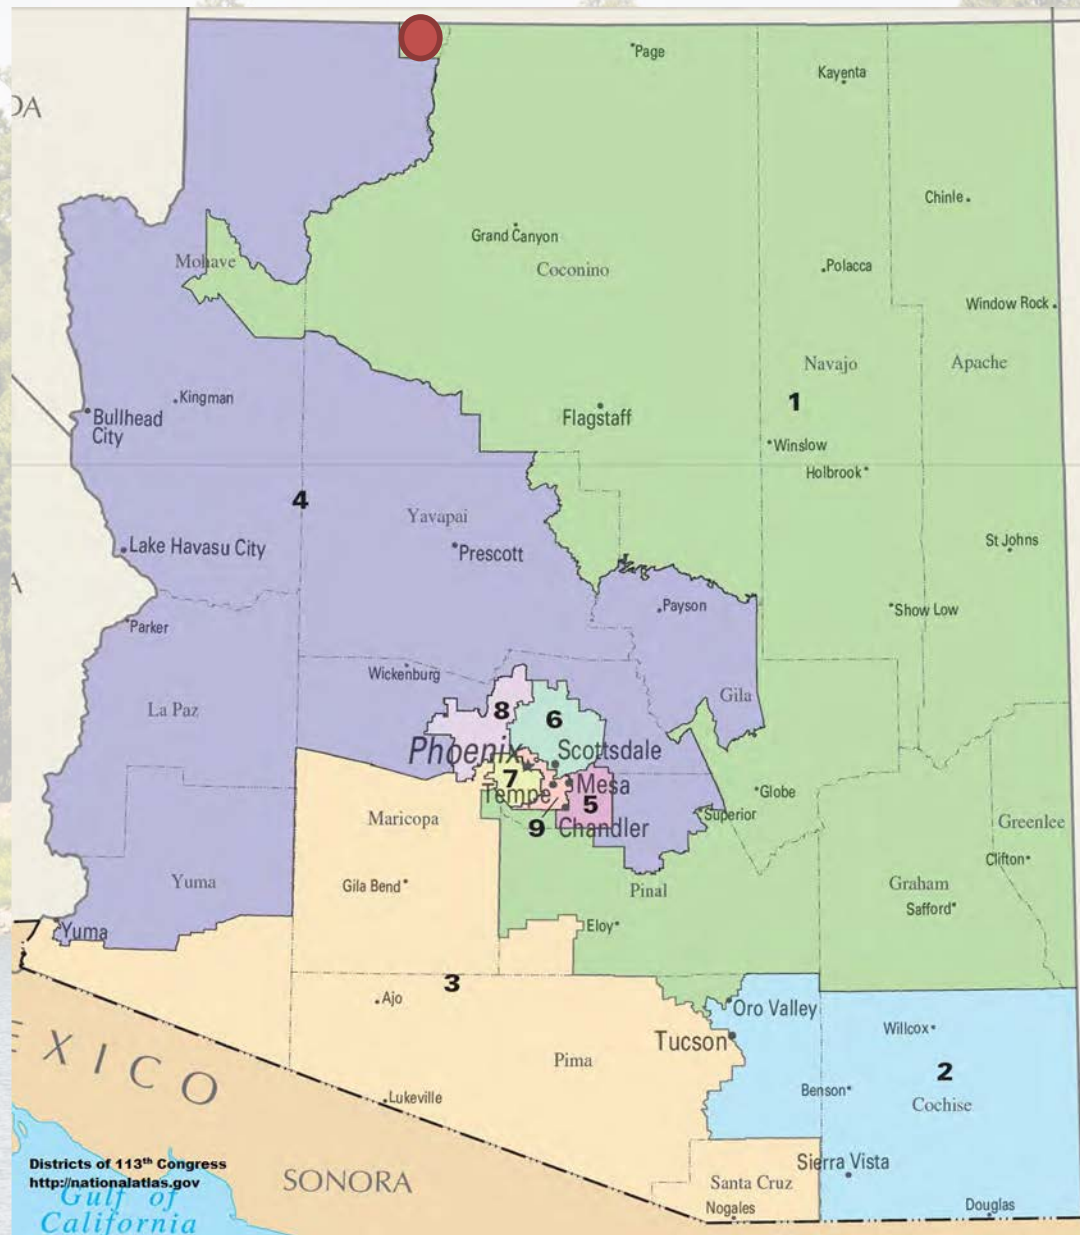 Page
Kayenta
DA
Chinle
Grand Canyon
Mohave
Coconino
Polacca
Window Rock
Navajo
Apache
Kingman
1
Bullhead
City
Flagstaff
Winslow
Holbrook
4
Yavapai
Lake Havasu City
Prescott
St Johns
A
Payson
Show Low
Parker
Wickenburg
Gila
La Paz
8
6
Phoenix
Scottsdale
7
Mesa
Tempe
5
Globe
Superior
Maricopa
9
Chandler
Greenlee
Clifton
Gila Bend
Yuma
Pinal
Graham
Safford
Eloy
Yuma
3
Ajo
Oro Valley
Willcox
Tucson
EXICO
Pima
2
Benson
Cochise
Lukeville
Districts of 113th Congress
http://nationalatlas.gov
Gulf of
California
SONORA
Sierra Vista
Santa Cruz
Nogales
Douglas